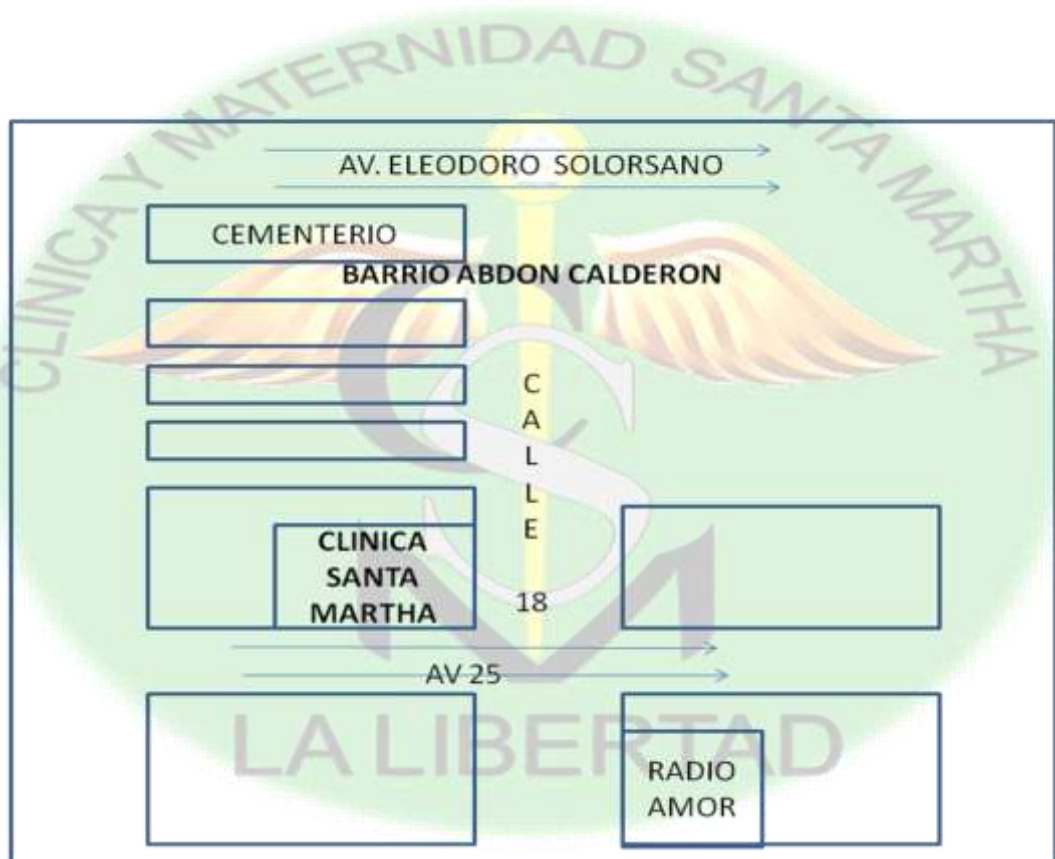 CLINICA Y MATERNIDAD SANTA MARTHA
AV. ELEODORO SOLORSANO
CEMENTERIO
BARRIO ABDON CALDERON
CALLE
CLINICA
SANTA
MARTHA
18
AV 25
LA LIBERTAD
RADIO
AMOR